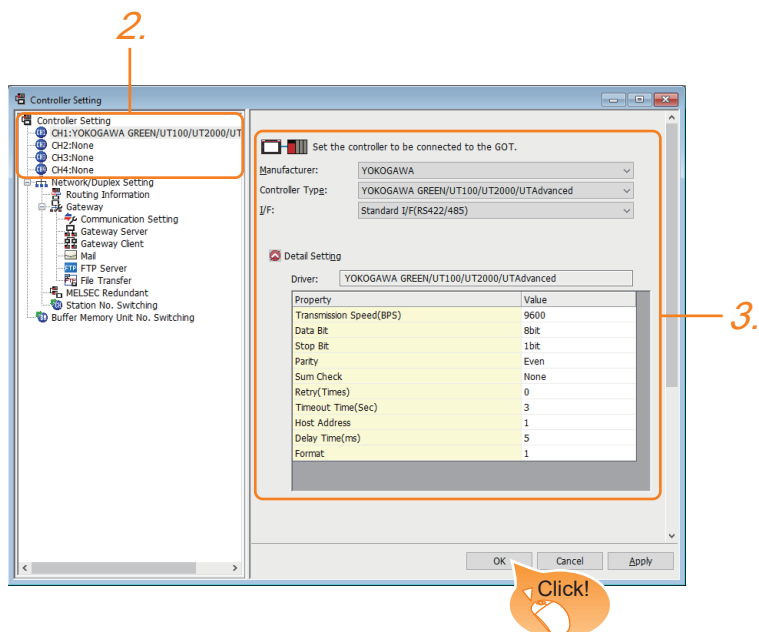 2.
Controller Setting
Controller Setting
CH1:YOKOGAWA GREEN/UT100/UT2000/UT
CH2:None
CH3:None
CH4:None
Network/Duplex Setting
Routing Information
Gateway
Communication Setting
Gateway Server
Gateway Client
Mail
FTP Server
File Transfer
MELSEC Redundant
Station No. Switching
Buffer Memory Unit No. Switching
Set the controller to be connected to the GOT.
Manufacturer: YOKOGAWA
Controller Type: YOKOGAWA GREEN/UT100/UT2000/UTAdvanced
I/F: Standard I/F(RS422/485)
Detail Setting
Driver: YOKOGAWA GREEN/UT100/UT2000/UTAdvanced
Property Value
Transmission Speed(BPS) 9600
Data Bit 8bit
Stop Bit 1bit
Parity Even
Sum Check None
Retry(Times) 0
Timeout Time(Sec) 3
Host Address 1
Delay Time(ms) 5
Format 1
3.
OK Cancel Apply
Click!